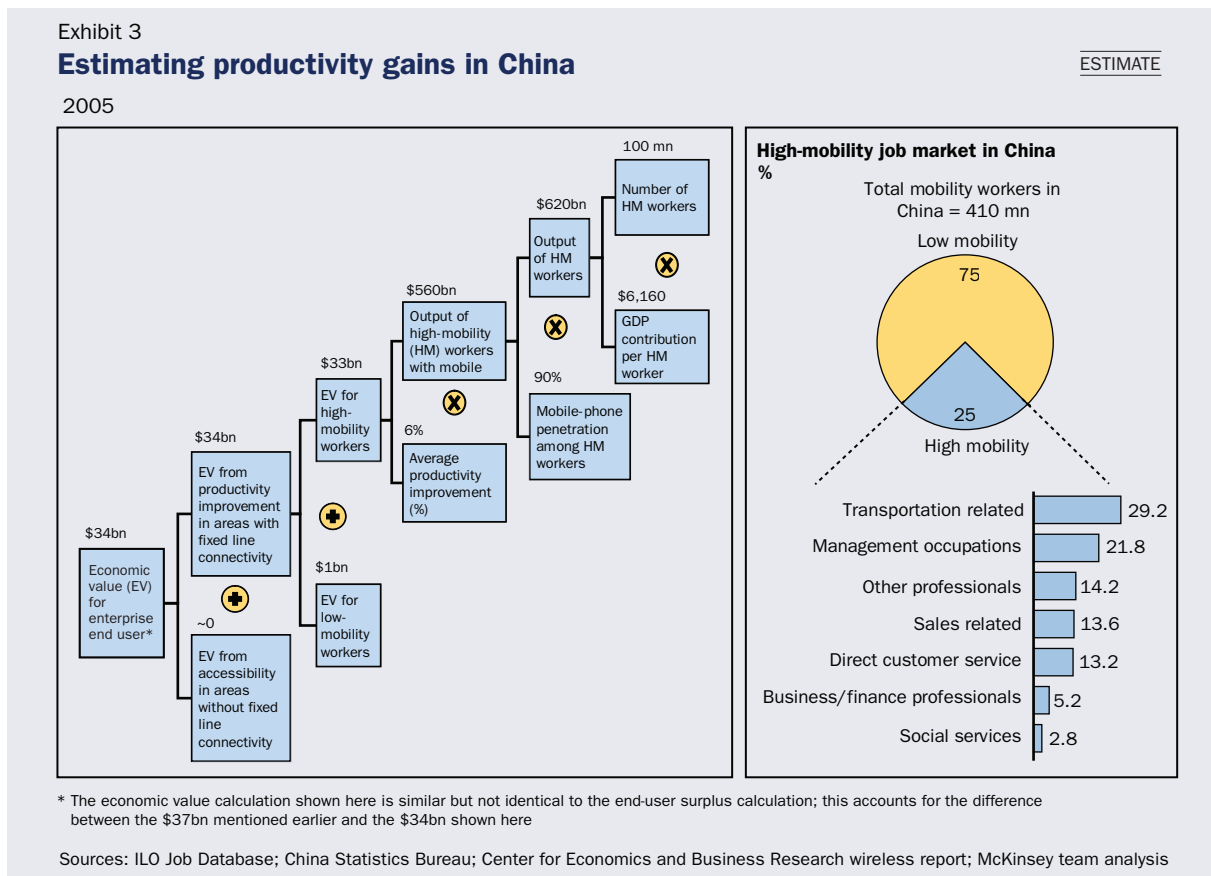 Exhibit 3
Estimating productivity gains in China
ESTIMATE
2005
$34bn
Economic
value (EV)
for
enterprise
end user*
$34bn
EV from
productivity
improvement
in areas with
fixed line
connectivity
~0
EV from
accessibility
in areas
without fixed
line
connectivity
$33bn
EV for
high-
mobility
workers
$1bn
EV for
low-
mobility
workers
$560bn
Output of
high-mobility
(HM) workers
with mobile
6%
Average
productivity
improvement
(%)
$620bn
Output
of HM
workers
90%
Mobile-phone
penetration
among HM
workers
100 mn
Number of
HM workers
$6,160
GDP
contribution
per HM
worker
High-mobility job market in China
%
Total mobility workers in
China = 410 mn
Low mobility
75
25
High mobility
Transportation related 29.2
Management occupations 21.8
Other professionals 14.2
Sales related 13.6
Direct customer service 13.2
Business/finance professionals 5.2
Social services 2.8
* The economic value calculation shown here is similar but not identical to the end-user surplus calculation; this accounts for the difference
between the $37bn mentioned earlier and the $34bn shown here
Sources: ILO Job Database; China Statistics Bureau; Center for Economics and Business Research wireless report; McKinsey team analysis